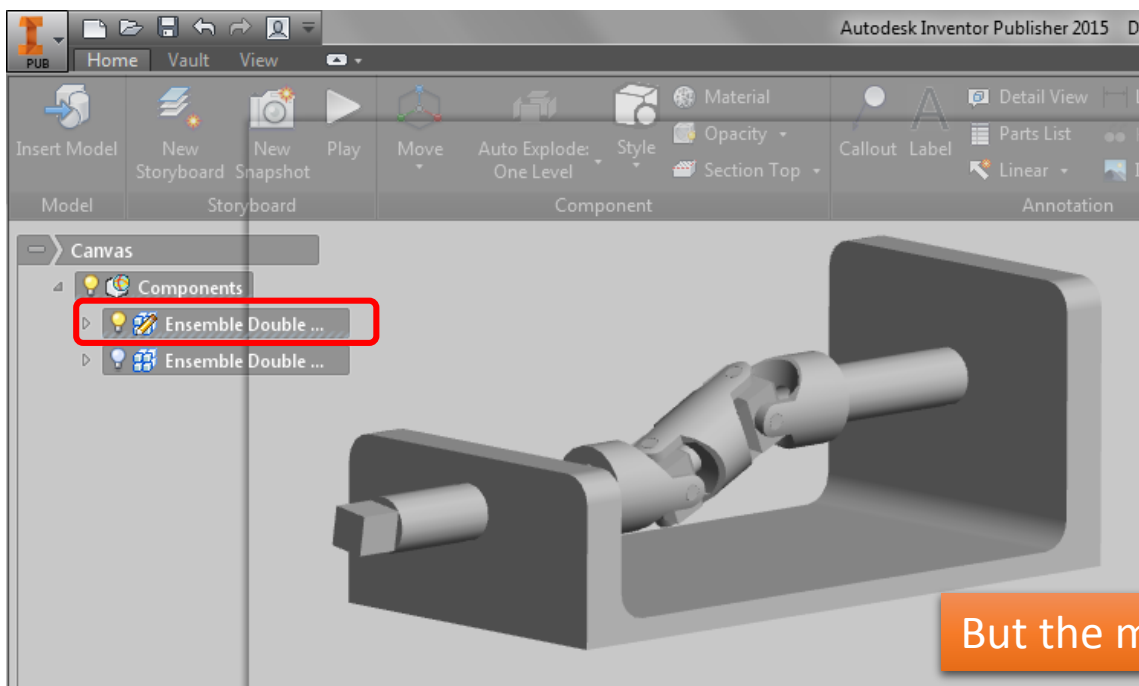 Autodesk Inventor Publisher 2015 D
PUB Home Vault View
Insert Model
New Storyboard
New Snapshot
Play
Move
Auto Explode:
One Level
Style
Material
Opacity
Section Top
Callout
Label
Detail View
Parts List
Linear
Model
Storyboard
Component
Annotation
Canvas
Components
Ensemble Double ...
Ensemble Double ...
But the